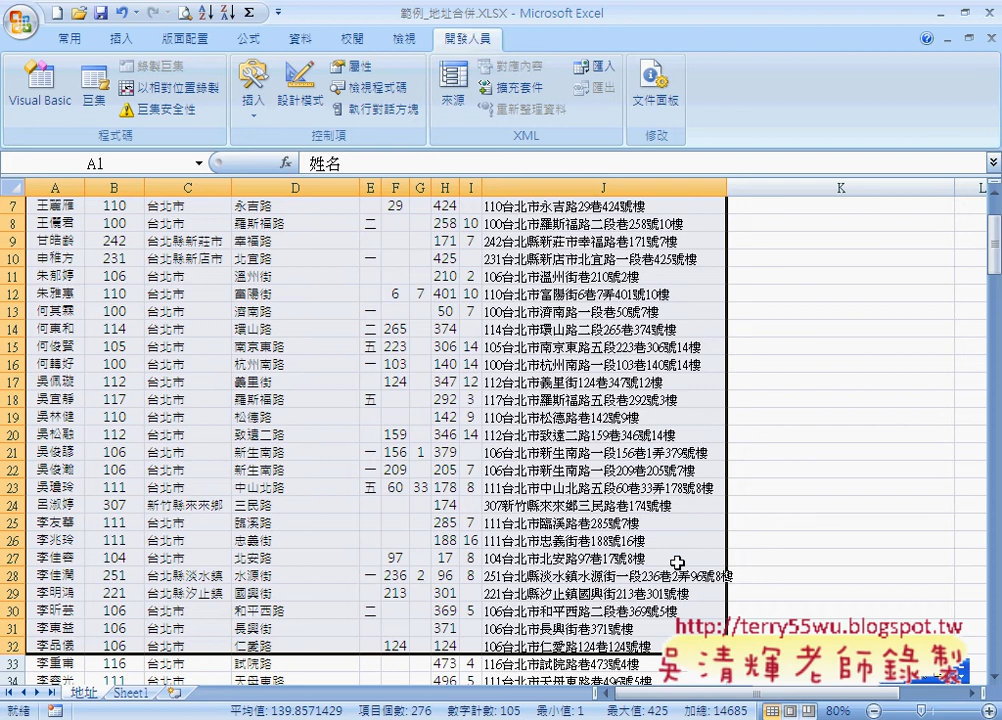 範例_地址合併.XLSX - Microsoft Excel
常用 插入 版面配置 公式 資料 校閱 檢視 開發人員
Visual Basic 巨集 錄製巨集 以相對位置錄製 巨集安全性 程式碼
插入 設計模式 屬性 檢視程式碼 執行對話方塊 控制項
來源 對應內容 擴充套件 重新整理資料 匯入 匯出 XML
文件面板 修改
A1 fx 姓名
A B C D E F G H I J K L
7 王麗雁 110 台北市 永吉路 29 424 110台北市永吉路29巷424號樓
8 王儷君 100 台北市 羅斯福路 二 258 10 100台北市羅斯福路二段巷258號10樓
9 甘皓齡 242 台北縣新莊市 幸福路 171 7 242台北縣新莊市幸福路巷171號7樓
10 申稚方 231 台北縣新店市 北宜路 一 425 231台北縣新店市北宜路一段巷425號樓
11 朱郁婷 106 台北市 溫州街 210 2 106台北市溫州街巷210號2樓
12 朱雅惠 110 台北市 富陽街 6 7 401 10 110台北市富陽街6巷7弄401號10樓
13 何冥霖 100 台北市 濟南路 一 50 7 100台北市濟南路一段巷50號7樓
14 何東和 114 台北市 環山路 二 265 374 114台北市環山路二段265巷374號樓
15 何俊賢 105 台北市 南京東路 五 223 306 14 105台北市南京東路五段223巷306號14樓
16 何詩好 100 台北市 杭州南路 一 103 140 14 100台北市杭州南路一段103巷140號14樓
17 吳佩璇 112 台北市 義里街 124 347 12 112台北市義里街124巷347號12樓
18 吳宜靜 117 台北市 羅斯福路 五 292 3 117台北市羅斯福路五段巷292號3樓
19 吳林健 110 台北市 松德路 142 9 110台北市松德路巷142號9樓
20 吳松融 112 台北市 致遠二路 159 346 14 112台北市致遠二路159巷346號14樓
21 吳俊諺 106 台北市 新生南路 一 156 1 379 106台北市新生南路一段156巷1弄379號樓
22 吳俊瀚 106 台北市 新生南路 一 209 205 7 106台北市新生南路一段209巷205號7樓
23 吳瓊玲 111 台北市 中山北路 五 60 33 178 8 111台北市中山北路五段60巷33弄178號8樓
24 呂淑婷 307 新竹縣來來鄉 三民路 174 307新竹縣來來鄉三民路巷174號樓
25 李友華 111 台北市 臨溪路 285 7 111台北市臨溪路巷285號7樓
26 李兆玲 111 台北市 忠義街 188 16 111台北市忠義街巷188號16樓
27 李佳容 104 台北市 北安路 97 17 8 104台北市北安路97巷17號8樓
28 李佳潤 251 台北縣淡水鎮 水源街 一 236 2 96 8 251台北縣淡水鎮水源街一段236巷2弄96號8樓
29 李明鴻 221 台北縣汐止鎮 國興街 213 301 221台北縣汐止鎮國興街213巷301號樓
30 李昕芸 106 台北市 和平西路 二 369 5 106台北市和平西路二段巷369號5樓
31 李東益 106 台北市 長興街 371 106台北市長興街巷371號樓
32 李品儀 106 台北市 仁愛路 124 124 106台北市仁愛路124巷124號樓
33 李重甫 116 台北市 試院路 473 4 116台北市試院路巷473號4樓
34 台北市 天母東路 496 5 111台北市天母東路巷496號5樓
http://terry55wu.blogspot.tw
吳清輝老師錄製
地址 Sheet1
就緒 平均值: 139.8571429 項目個數: 276 數字計數: 105 最小值: 1 最大值: 425 加總: 14685 80%